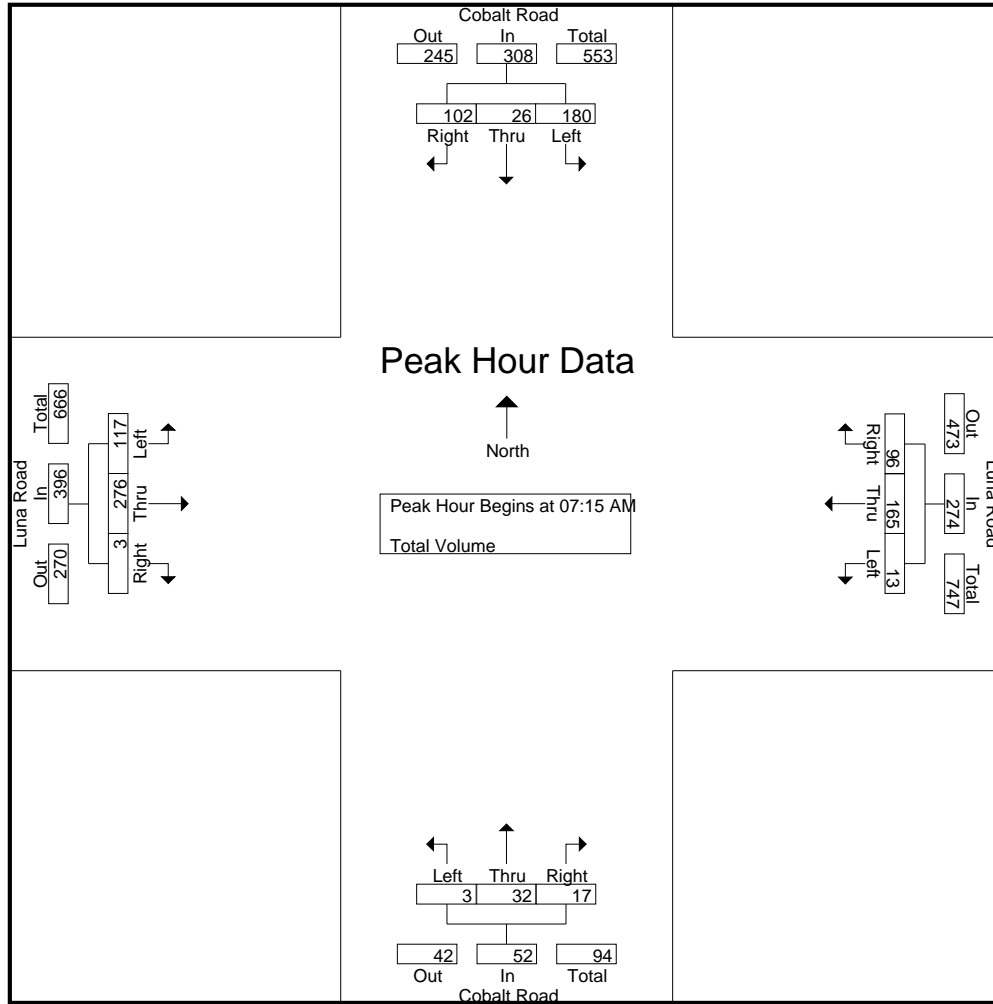 Cobalt Road
Out In Total
245 308 553
102 26 180
Right Thru Left
Peak Hour Data
North
Peak Hour Begins at 07:15 AM
Total Volume
Luna Road
Total In Out
666 396 270
117 276 3
Left Thru Right
Luna Road
Out In Total
473 274 747
96 165 13
Right Thru Left
Left Thru Right
3 32 17
42 52 94
Out In Total
Cobalt Road